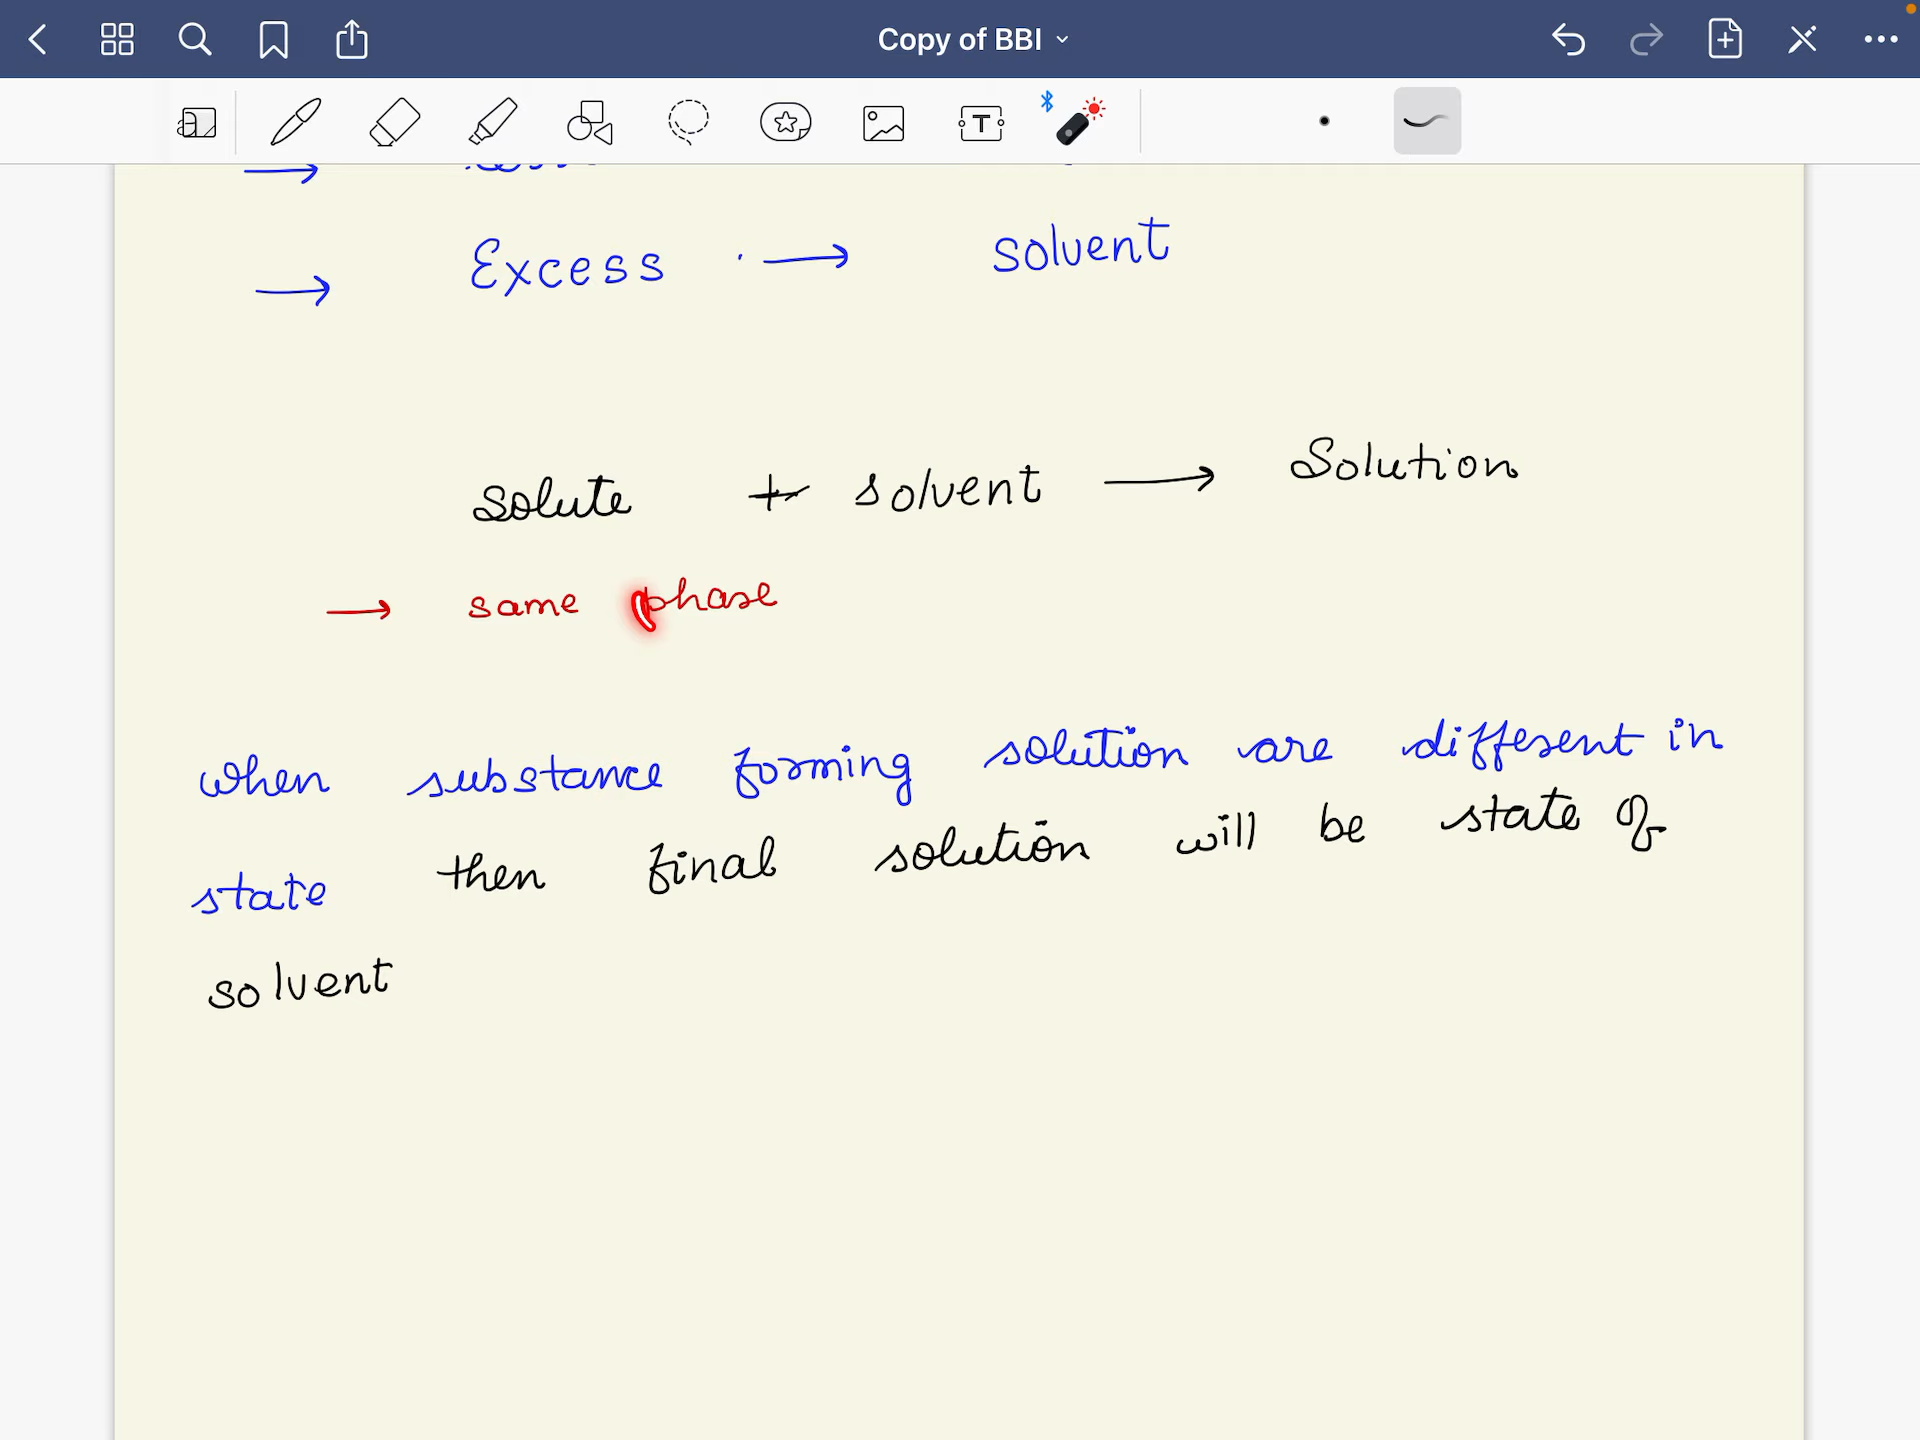 Copy of BBI
→ Excess → solvent
Solute + solvent → Solution
→ same phase
when substance forming solution are different in
state then final solution will be state of
solvent